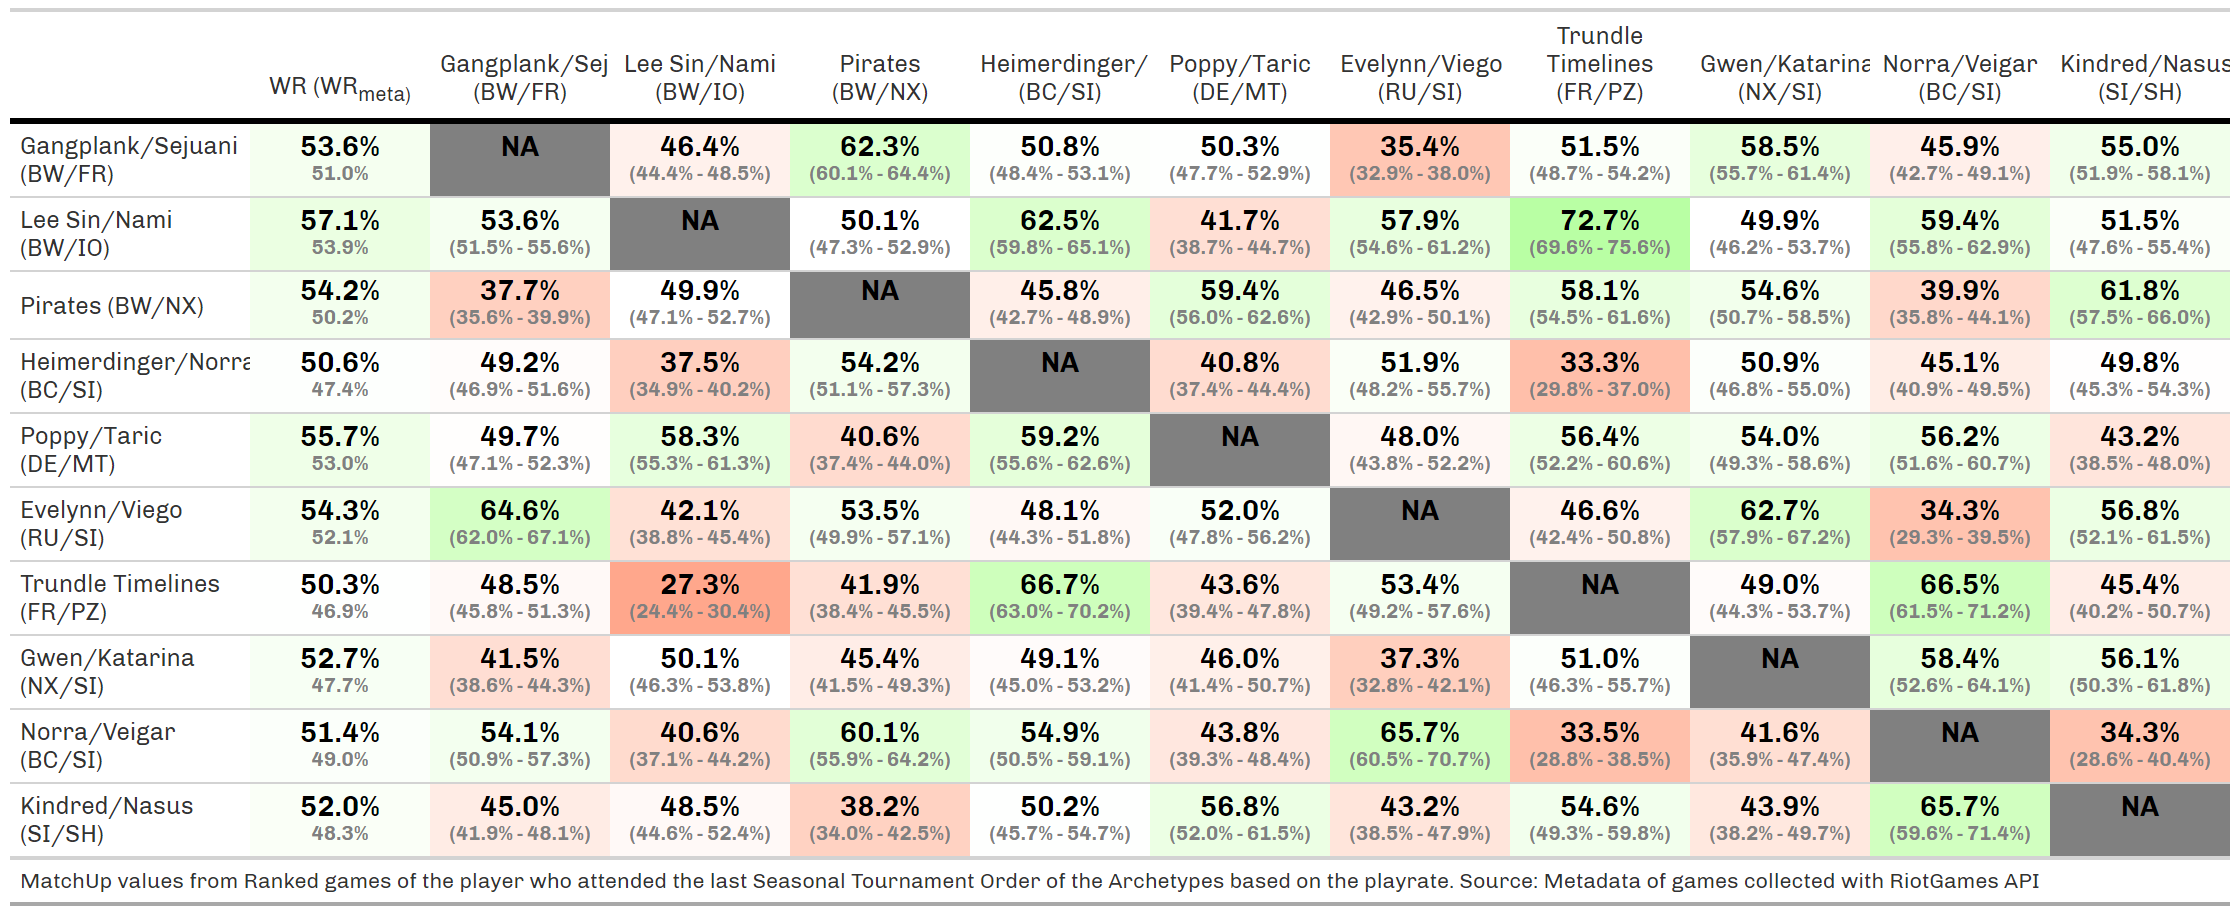 WR (WRmeta) Gangplank/Sej (BW/FR) Lee Sin/Nami (BW/IO) Pirates (BW/NX) Heimerdinger/ (BC/SI) Poppy/Taric (DE/MT) Evelynn/Viego (RU/SI) Trundle Timelines (FR/PZ) Gwen/Katarina (NX/SI) Norra/Veigar (BC/SI) Kindred/Nasus (SI/SH)
Gangplank/Sejuani 53.6% NA 46.4% 62.3% 50.8% 50.3% 35.4% 51.5% 58.5% 45.9% 55.0%
(BW/FR) 51.0% (44.4% - 48.5%) (60.1% - 64.4%) (48.4% - 53.1%) (47.7% - 52.9%) (32.9% - 38.0%) (48.7% - 54.2%) (55.7% - 61.4%) (42.7% - 49.1%) (51.9% - 58.1%)
Lee Sin/Nami 57.1% 53.6% NA 50.1% 62.5% 41.7% 57.9% 72.7% 49.9% 59.4% 51.5%
(BW/IO) 53.9% (51.5% - 55.6%) (47.3% - 52.9%) (59.8% - 65.1%) (38.7% - 44.7%) (54.6% - 61.2%) (69.6% - 75.6%) (46.2% - 53.7%) (55.8% - 62.9%) (47.6% - 55.4%)
Pirates (BW/NX) 54.2% 37.7% 49.9% NA 45.8% 59.4% 46.5% 58.1% 54.6% 39.9% 61.8%
50.2% (35.6% - 39.9%) (47.1% - 52.7%) (42.7% - 48.9%) (56.0% - 62.6%) (42.9% - 50.1%) (54.5% - 61.6%) (50.7% - 58.5%) (35.8% - 44.1%) (57.5% - 66.0%)
Heimerdinger/Norra 50.6% 49.2% 37.5% 54.2% NA 40.8% 51.9% 33.3% 50.9% 45.1% 49.8%
(BC/SI) 47.4% (46.9% - 51.6%) (34.9% - 40.2%) (51.1% - 57.3%) (37.4% - 44.4%) (48.2% - 55.7%) (29.8% - 37.0%) (46.8% - 55.0%) (40.9% - 49.5%) (45.3% - 54.3%)
Poppy/Taric 55.7% 49.7% 58.3% 40.6% 59.2% NA 48.0% 56.4% 54.0% 56.2% 43.2%
(DE/MT) 53.0% (47.1% - 52.3%) (55.3% - 61.3%) (37.4% - 44.0%) (55.6% - 62.6%) (43.8% - 52.2%) (52.2% - 60.6%) (49.3% - 58.6%) (51.6% - 60.7%) (38.5% - 48.0%)
Evelynn/Viego 54.3% 64.6% 42.1% 53.5% 48.1% 52.0% NA 46.6% 62.7% 34.3% 56.8%
(RU/SI) 52.1% (62.0% - 67.1%) (38.8% - 45.4%) (49.9% - 57.1%) (44.3% - 51.8%) (47.8% - 56.2%) (42.4% - 50.8%) (57.9% - 67.2%) (29.3% - 39.5%) (52.1% - 61.5%)
Trundle Timelines 50.3% 48.5% 27.3% 41.9% 66.7% 43.6% 53.4% NA 49.0% 66.5% 45.4%
(FR/PZ) 46.9% (45.8% - 51.3%) (24.4% - 30.4%) (38.4% - 45.5%) (63.0% - 70.2%) (39.4% - 47.8%) (49.2% - 57.6%) (44.3% - 53.7%) (61.5% - 71.2%) (40.2% - 50.7%)
Gwen/Katarina 52.7% 41.5% 50.1% 45.4% 49.1% 46.0% 37.3% 51.0% NA 58.4% 56.1%
(NX/SI) 47.7% (38.6% - 44.3%) (46.3% - 53.8%) (41.5% - 49.3%) (45.0% - 53.2%) (41.4% - 50.7%) (32.8% - 42.1%) (46.3% - 55.7%) (52.6% - 64.1%) (50.3% - 61.8%)
Norra/Veigar 51.4% 54.1% 40.6% 60.1% 54.9% 43.8% 65.7% 33.5% 41.6% NA 34.3%
(BC/SI) 49.0% (50.9% - 57.3%) (37.1% - 44.2%) (55.9% - 64.2%) (50.5% - 59.1%) (39.3% - 48.4%) (60.5% - 70.7%) (28.8% - 38.5%) (35.9% - 47.4%) (28.6% - 40.4%)
Kindred/Nasus 52.0% 45.0% 48.5% 38.2% 50.2% 56.8% 43.2% 54.6% 43.9% 65.7% NA
(SI/SH) 48.3% (41.9% - 48.1%) (44.6% - 52.4%) (34.0% - 42.5%) (45.7% - 54.7%) (52.0% - 61.5%) (38.5% - 47.9%) (49.3% - 59.8%) (38.2% - 49.7%) (59.6% - 71.4%)
MatchUp values from Ranked games of the player who attended the last Seasonal Tournament Order of the Archetypes based on the playrate. Source: Metadata of games collected with RiotGames API